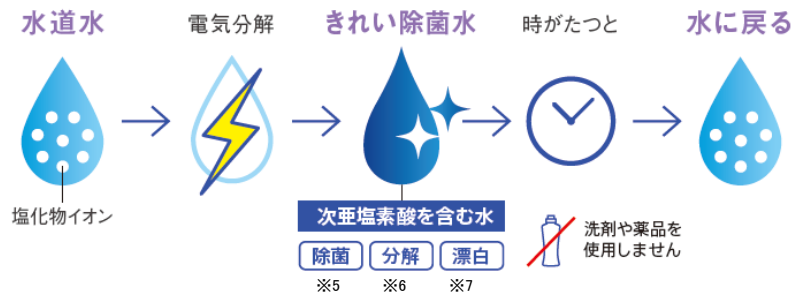 水道水
電気分解
きれい除菌水
時がたつと
水に戻る
塩化物イオン
次亜塩素酸を含む水
除菌
分解
漂白
※5
※6
※7
洗剤や薬品を
使用しません